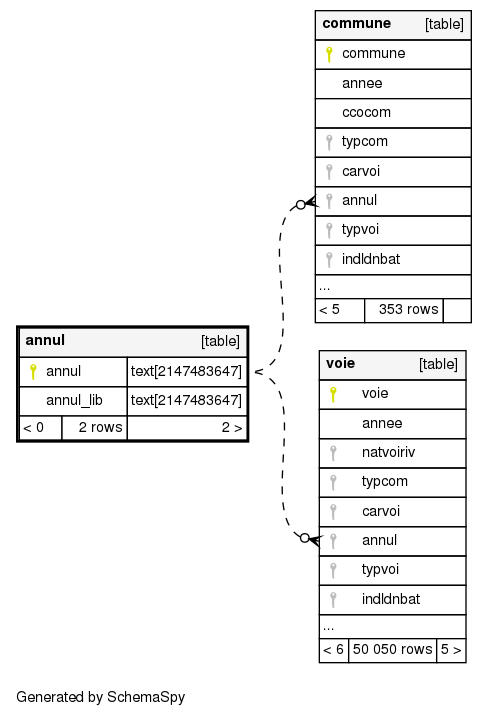 commune [table]
commune
annee
ccocom
typcom
carvoi
annul
typvoi
indldnbat
...
< 5 353 rows
annul [table]
annul text[2147483647]
annul_lib text[2147483647]
< 0 2 rows 2 >
voie [table]
voie
annee
natvoiriv
typcom
carvoi
annul
typvoi
indldnbat
...
< 6 50 050 rows 5 >
Generated by SchemaSpy